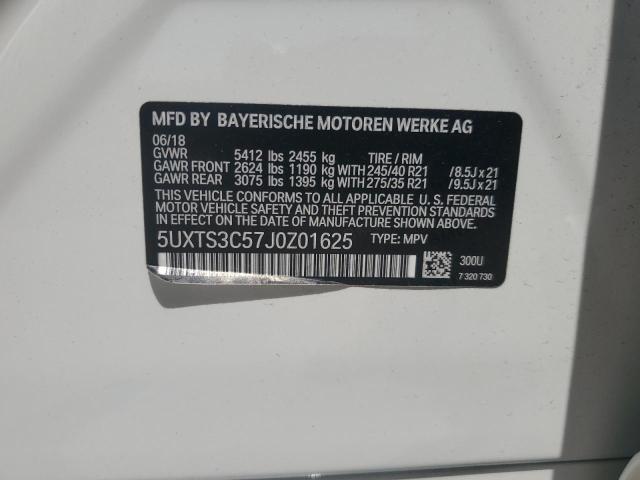 MFD BY BAYERISCHE MOTOREN WERKE AG
06/18
GVWR 5412 lbs 2455 kg TIRE / RIM
GAWR FRONT 2624 lbs 1190 kg WITH 245/40 R21 /8.5J x 21
GAWR REAR 3075 lbs 1395 kg WITH 275/35 R21 /9.5J x 21
THIS VEHICLE CONFORMS TO ALL APPLICABLE U. S. FEDERAL
MOTOR VEHICLE SAFETY, BUMPER, AND THEFT PREVENTION
STANDARDS IN EFFECT ON THE DATE OF MANUFACTURE SHOWN ABOVE.
5UXTS3C57J0Z01625 TYPE: MPV
300U
7 320 730